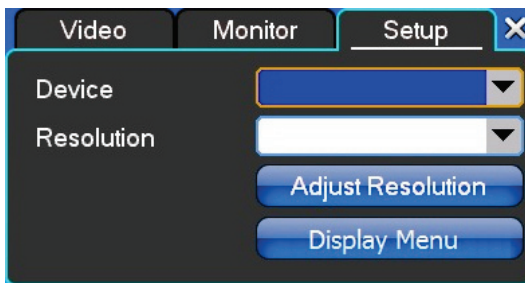 Video Monitor Setup
Device
Resolution
Adjust Resolution
Display Menu